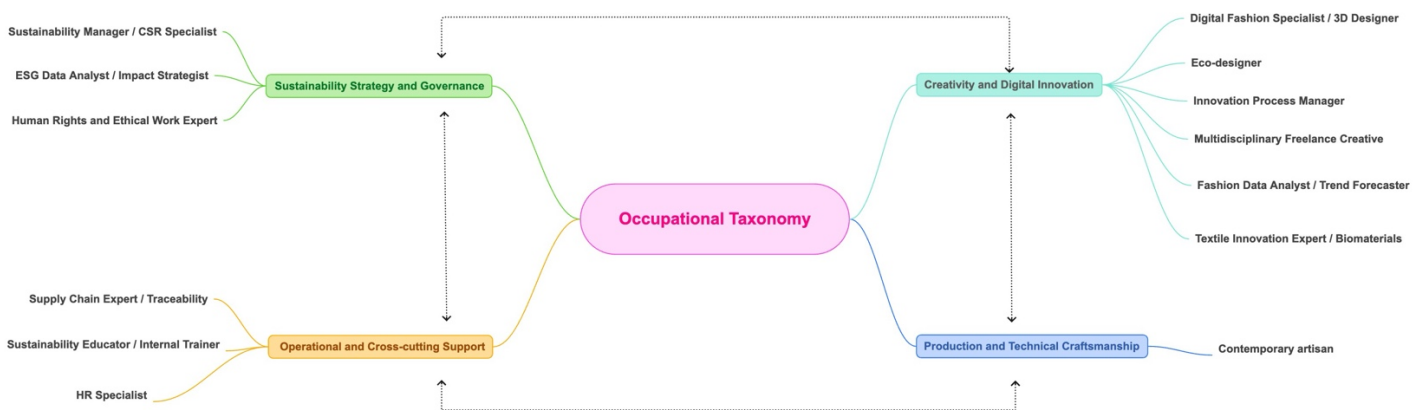 Occupational Taxonomy
Sustainability Strategy and Governance
Sustainability Manager / CSR Specialist
ESG Data Analyst / Impact Strategist
Human Rights and Ethical Work Expert
Creativity and Digital Innovation
Digital Fashion Specialist / 3D Designer
Eco-designer
Innovation Process Manager
Multidisciplinary Freelance Creative
Fashion Data Analyst / Trend Forecaster
Textile Innovation Expert / Biomaterials
Operational and Cross-cutting Support
Supply Chain Expert / Traceability
Sustainability Educator / Internal Trainer
HR Specialist
Production and Technical Craftsmanship
Contemporary artisan